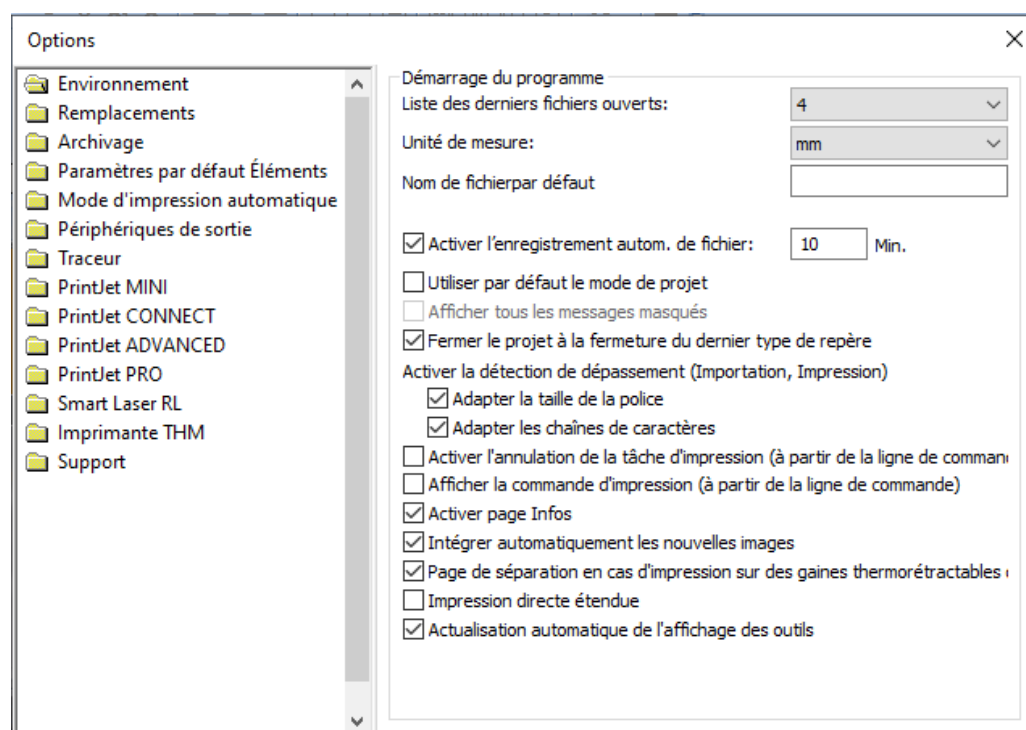 Options
Environnement
Remplacements
Archivage
Paramètres par défaut Éléments
Mode d'impression automatique
Périphériques de sortie
Traceur
PrintJet MINI
PrintJet CONNECT
PrintJet ADVANCED
PrintJet PRO
Smart Laser RL
Imprimante THM
Support
Démarrage du programme
Liste des derniers fichiers ouverts: 4
Unité de mesure: mm
Nom de fichierpar défaut
Activer l’enregistrement autom. de fichier: 10 Min.
Utiliser par défaut le mode de projet
Afficher tous les messages masqués
Fermer le projet à la fermeture du dernier type de repère
Activer la détection de dépassement (Importation, Impression)
Adapter la taille de la police
Adapter les chaînes de caractères
Activer l'annulation de la tâche d'impression (à partir de la ligne de comman
Afficher la commande d'impression (à partir de la ligne de commande)
Activer page Infos
Intégrer automatiquement les nouvelles images
Page de séparation en cas d'impression sur des gaines thermorétractables
Impression directe étendue
Actualisation automatique de l'affichage des outils